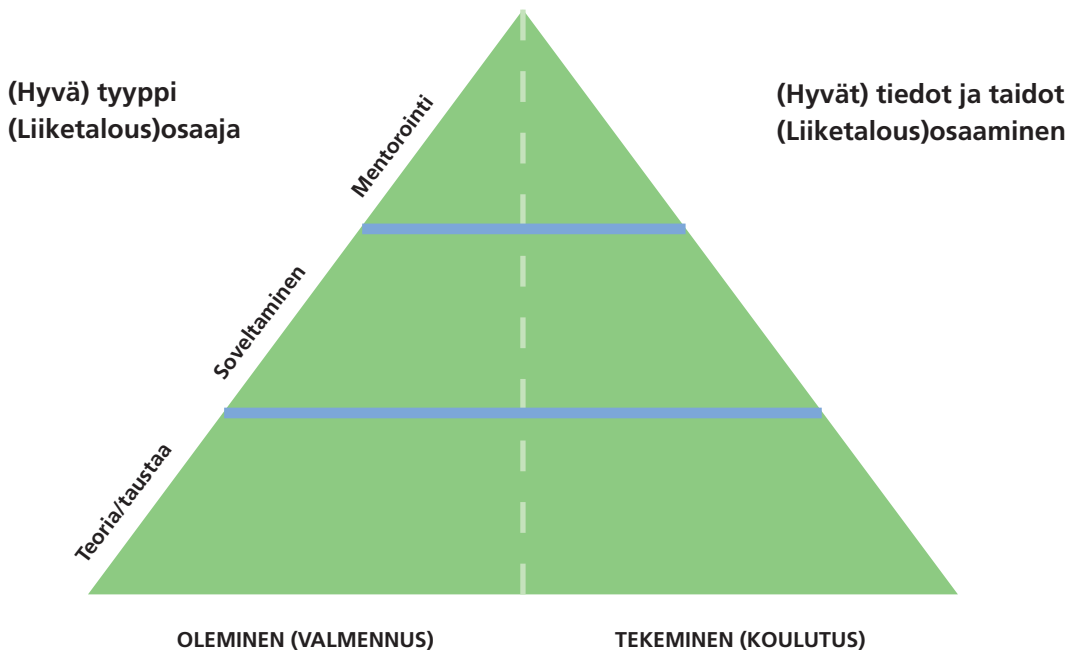 (Hyvä) tyyppi
(Liiketalous)osaaja
(Hyvät) tiedot ja taidot
(Liiketalous)osaaminen
Mentorointi
Soveltaminen
Teoria/taustaa
OLEMINEN (VALMENNUS)
TEKEMINEN (KOULUTUS)